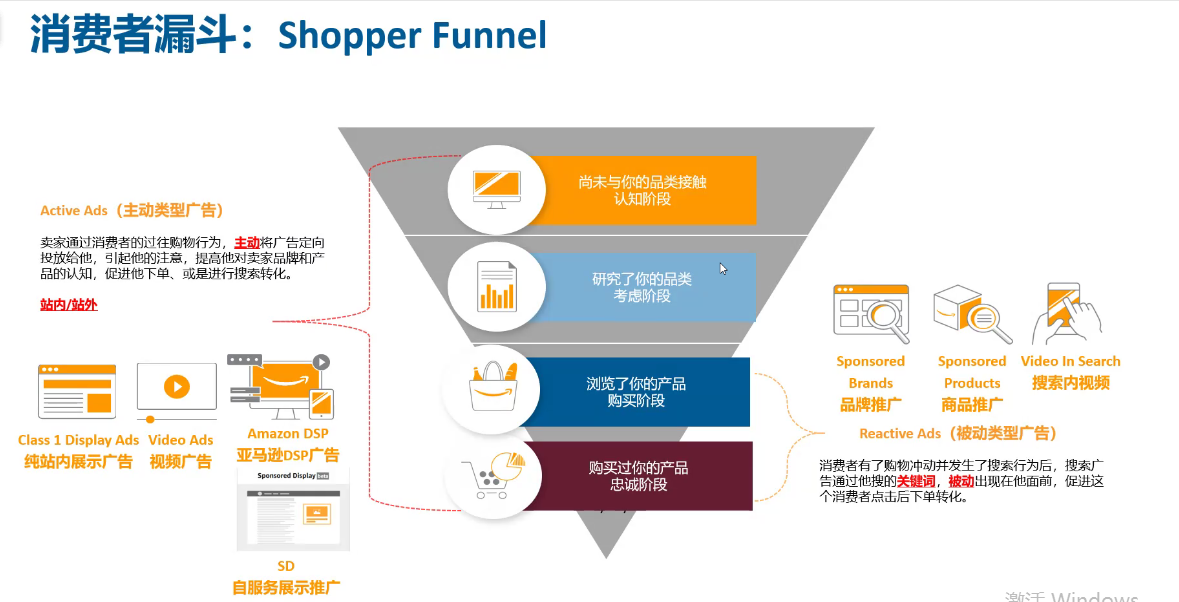 消费者漏斗：Shopper Funnel
尚未与你的品类接触
认知阶段
研究了你的品类
考虑阶段
浏览了你的产品
购买阶段
购买过你的产品
忠诚阶段
Active Ads（主动类型广告）
卖家通过消费者的过往购物行为，主动将广告定向
投放给他，引起他的注意，提高他对卖家品牌和产
品的认知，促进他下单、或是进行搜索转化。
站内/站外
Class 1 Display Ads
纯站内展示广告
Video Ads
视频广告
Amazon DSP
亚马逊DSP广告
Sponsored Display beta
SD
自服务展示推广
Sponsored
Brands
品牌推广
Sponsored
Products
商品推广
Video In Search
搜索内视频
Reactive Ads（被动类型广告）
消费者有了购物冲动并发生了搜索行为后，搜索广
告通过他搜的关键词，被动出现在他面前，促进这
个消费者点击后下单转化。
激活 Windows